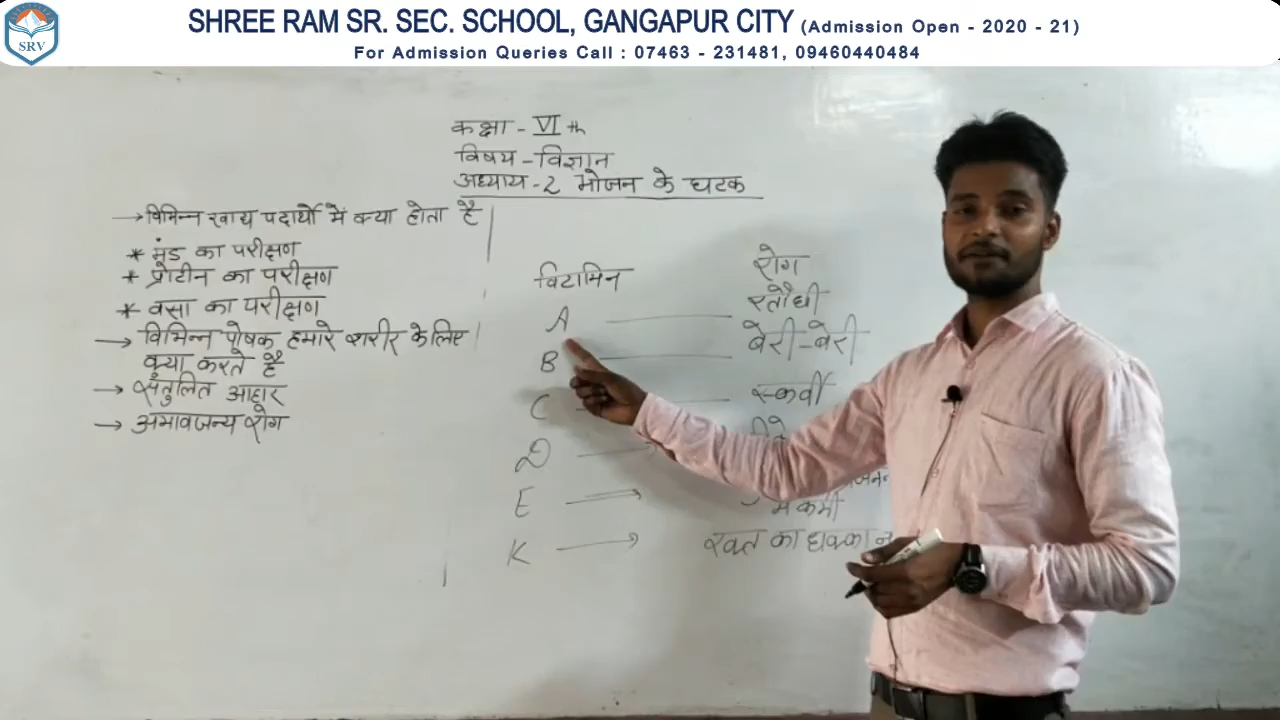 SHREE RAM SR. SEC. SCHOOL, GANGAPUR CITY (Admission Open - 2020 - 21)
For Admission Queries Call : 07463 - 231481, 09460440484
SRV
कक्षा - VI th
विषय - विज्ञान
अध्याय - 2 भोजन के घटक
→ विभिन्न खाद्य पदार्थो में क्या होता है
* मंड का परीक्षण
* प्रोटीन का परीक्षण
* वसा का परीक्षण
→ विभिन्न पोषक हमारे शरीर के लिए
क्या करते है
→ संतुलित आहार
→ अभावजन्य रोग
विटामिन रोग
A रतौधी
B बेरी-बेरी
C स्कर्वी
D
E → में कमी
K → रक्त का थक्का न